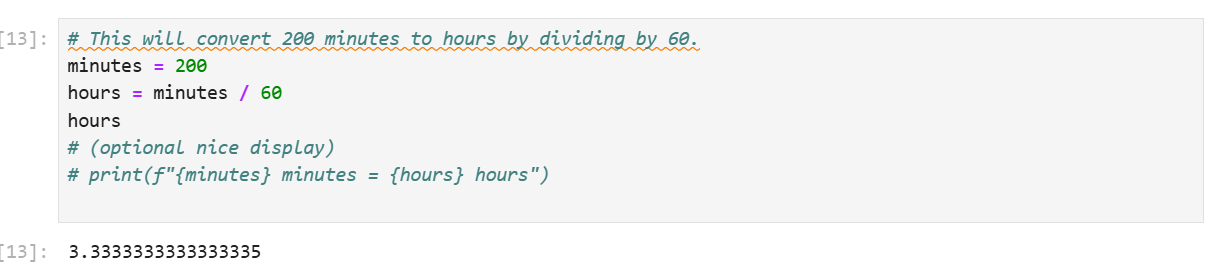 [13]: # This will convert 200 minutes to hours by dividing by 60.
minutes = 200
hours = minutes / 60
hours
# (optional nice display)
# print(f"{minutes} minutes = {hours} hours")
[13]: 3.3333333333333335